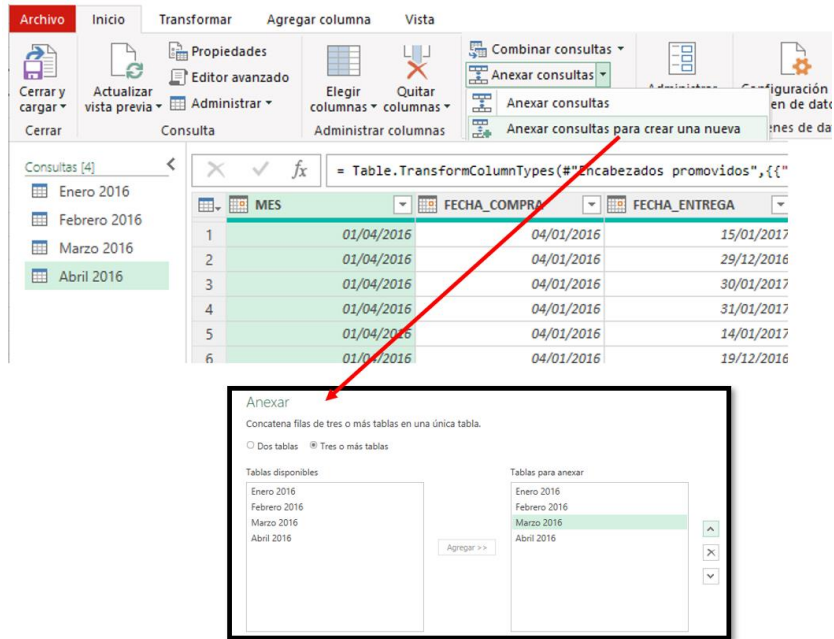 Archivo Inicio Transformar Agregar columna Vista
Cerrar y cargar
Actualizar vista previa
Propiedades
Editor avanzado
Administrar
Elegir columnas
Quitar columnas
Combinar consultas
Anexar consultas
Anexar consultas
Anexar consultas para crear una nueva
Cerrar Consulta Administrar columnas
Consultas [4]
Enero 2016
Febrero 2016
Marzo 2016
Abril 2016
fx = Table.TransformColumnTypes(#"Encabezados promovidos",{{"
MES FECHA_COMPRA FECHA_ENTREGA
1 01/04/2016 04/01/2016 15/01/2017
2 01/04/2016 04/01/2016 29/12/2016
3 01/04/2016 04/01/2016 30/01/2017
4 01/04/2016 04/01/2016 31/01/2017
5 01/04/2016 04/01/2016 14/01/2017
6 01/04/2016 04/01/2016 19/12/2016
Anexar
Concatena filas de tres o más tablas en una única tabla.
Dos tablas Tres o más tablas
Tablas disponibles
Enero 2016
Febrero 2016
Marzo 2016
Abril 2016
Agregar >>
Tablas para anexar
Enero 2016
Febrero 2016
Marzo 2016
Abril 2016